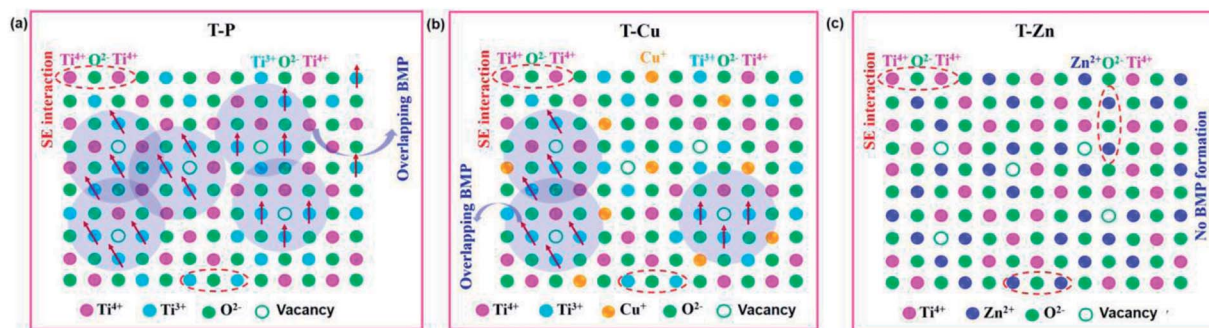 (a)
T-P
Ti⁴⁺ O²⁻ Ti⁴⁺
Ti³⁺ O²⁻ Ti⁴⁺
SE interaction
Overlapping BMP
Ti⁴⁺ Ti³⁺ O²⁻ Vacancy
(b)
T-Cu
Ti⁴⁺ O²⁻ Ti⁴⁺
Cu⁺
Ti³⁺ O²⁻ Ti⁴⁺
SE interaction
Overlapping BMP
Ti⁴⁺ Ti³⁺ Cu⁺ O²⁻ Vacancy
(c)
T-Zn
Ti⁴⁺ O²⁻ Ti⁴⁺
Zn²⁺ O²⁻ Ti⁴⁺
SE interaction
No BMP formation
Ti⁴⁺ Zn²⁺ O²⁻ Vacancy